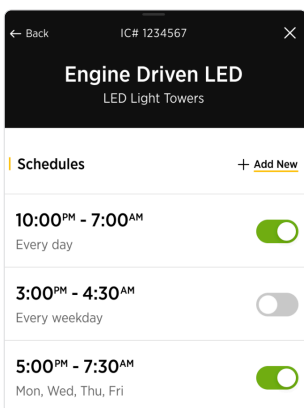 ← Back IC# 1234567 ×
Engine Driven LED
LED Light Towers
Schedules + Add New
10:00PM - 7:00AM
Every day
3:00PM - 4:30AM
Every weekday
5:00PM - 7:30AM
Mon, Wed, Thu, Fri